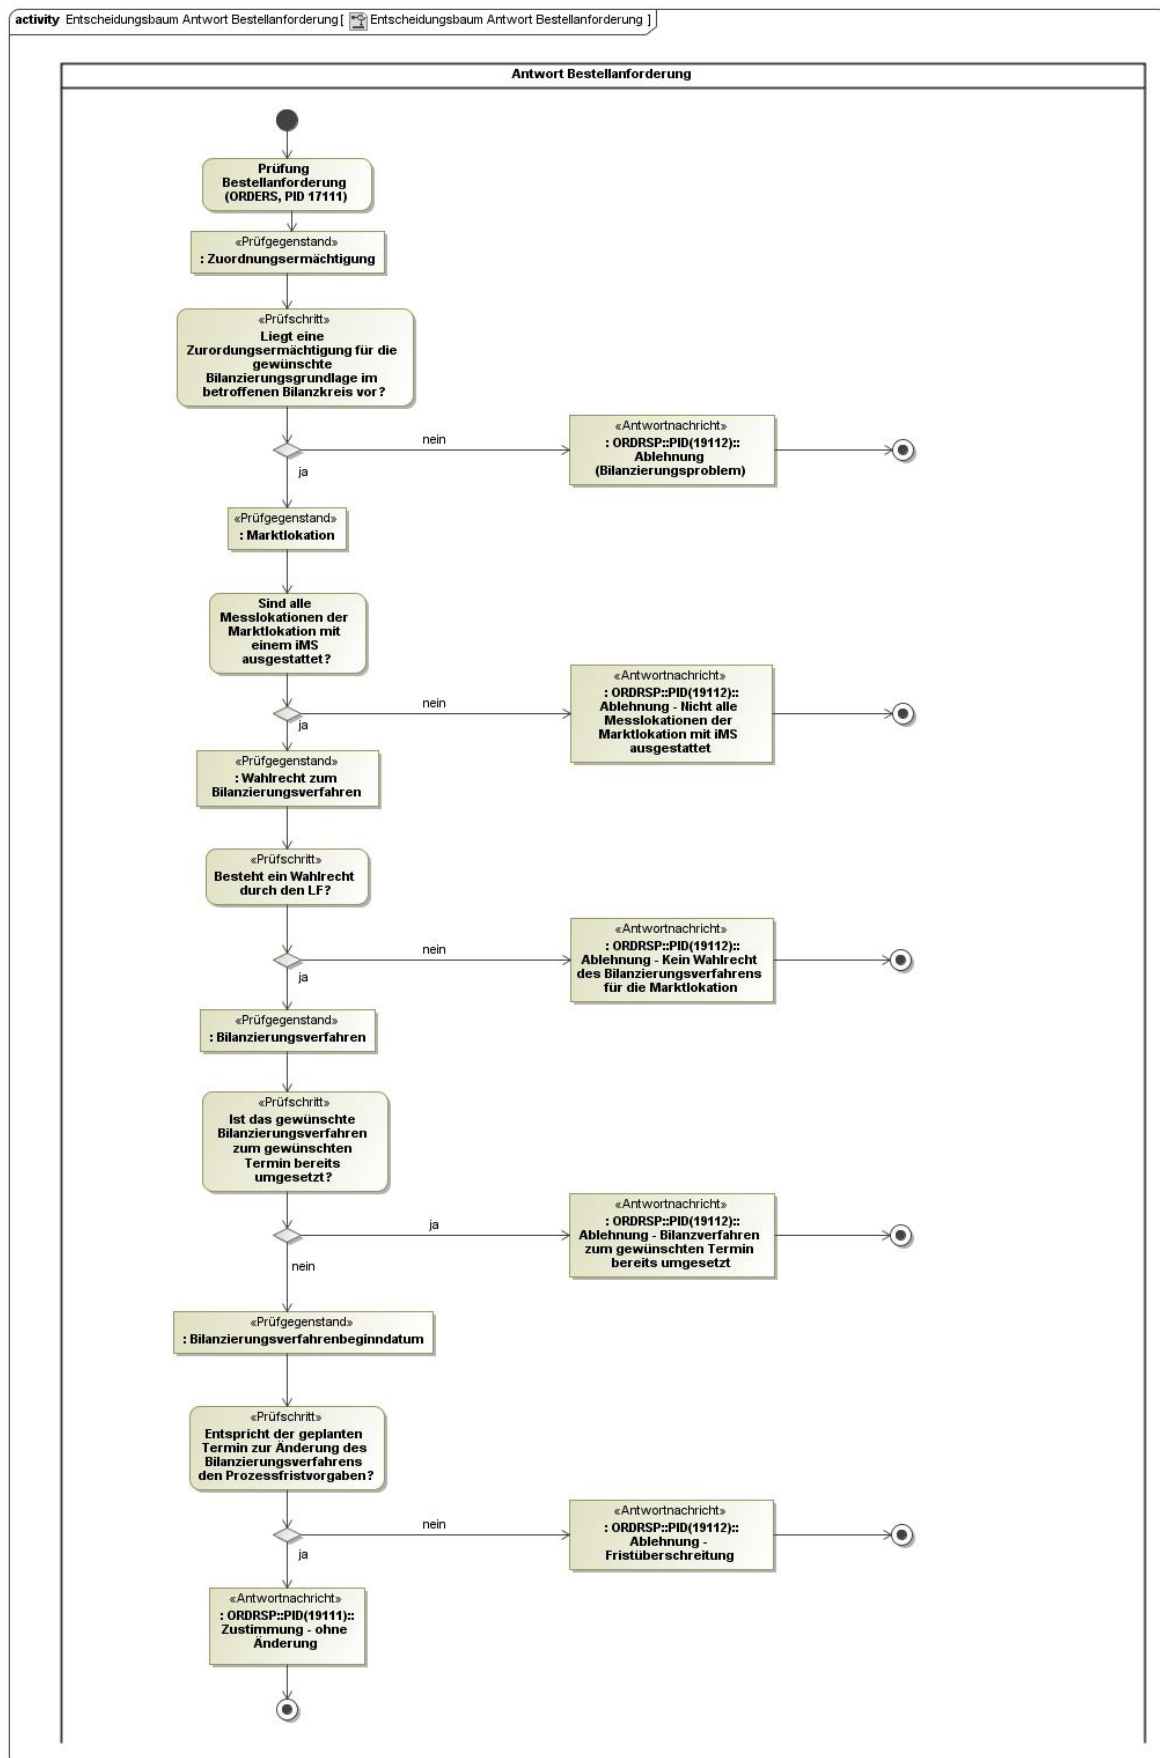 activity Entscheidungsbaum Antwort Bestellanforderung [ Entscheidungsbaum Antwort Bestellanforderung ]
Antwort Bestellanforderung
Prüfung
Bestellanforderung
(ORDERS, PID 17111)
«Prüfgegenstand»
: Zuordnungsermächtigung
«Prüfschritt»
Liegt eine
Zurordungsermächtigung für die
gewünschte
Bilanzierungsgrundlage im
betroffenen Bilanzkreis vor?
nein
«Antwortnachricht»
: ORDRSP::PID(19112)::
Ablehnung
(Bilanzierungsproblem)
ja
«Prüfgegenstand»
: Marktlokation
Sind alle
Messlokationen der
Marktlokation mit
einem iMS
ausgestattet?
nein
«Antwortnachricht»
: ORDRSP::PID(19112)::
Ablehnung - Nicht alle
Messlokationen der
Marktlokation mit iMS
ausgestattet
ja
«Prüfgegenstand»
: Wahlrecht zum
Bilanzierungsverfahren
«Prüfschritt»
Besteht ein Wahlrecht
durch den LF?
nein
«Antwortnachricht»
: ORDRSP::PID(19112)::
Ablehnung - Kein Wahlrecht
des Bilanzierungsverfahrens
für die Marktlokation
ja
«Prüfgegenstand»
: Bilanzierungsverfahren
«Prüfschritt»
Ist das gewünschte
Bilanzierungsverfahren
zum gewünschten
Termin bereits
umgesetzt?
ja
«Antwortnachricht»
: ORDRSP::PID(19112)::
Ablehnung - Bilanzverfahren
zum gewünschten Termin
bereits umgesetzt
nein
«Prüfgegenstand»
: Bilanzierungsverfahrenbeginndatum
«Prüfschritt»
Entspricht der geplanten
Termin zur Änderung des
Bilanzierungsverfahrens
den Prozessfristvorgaben?
nein
«Antwortnachricht»
: ORDRSP::PID(19112)::
Ablehnung -
Fristüberschreitung
ja
«Antwortnachricht»
: ORDRSP::PID(19111)::
Zustimmung - ohne
Änderung